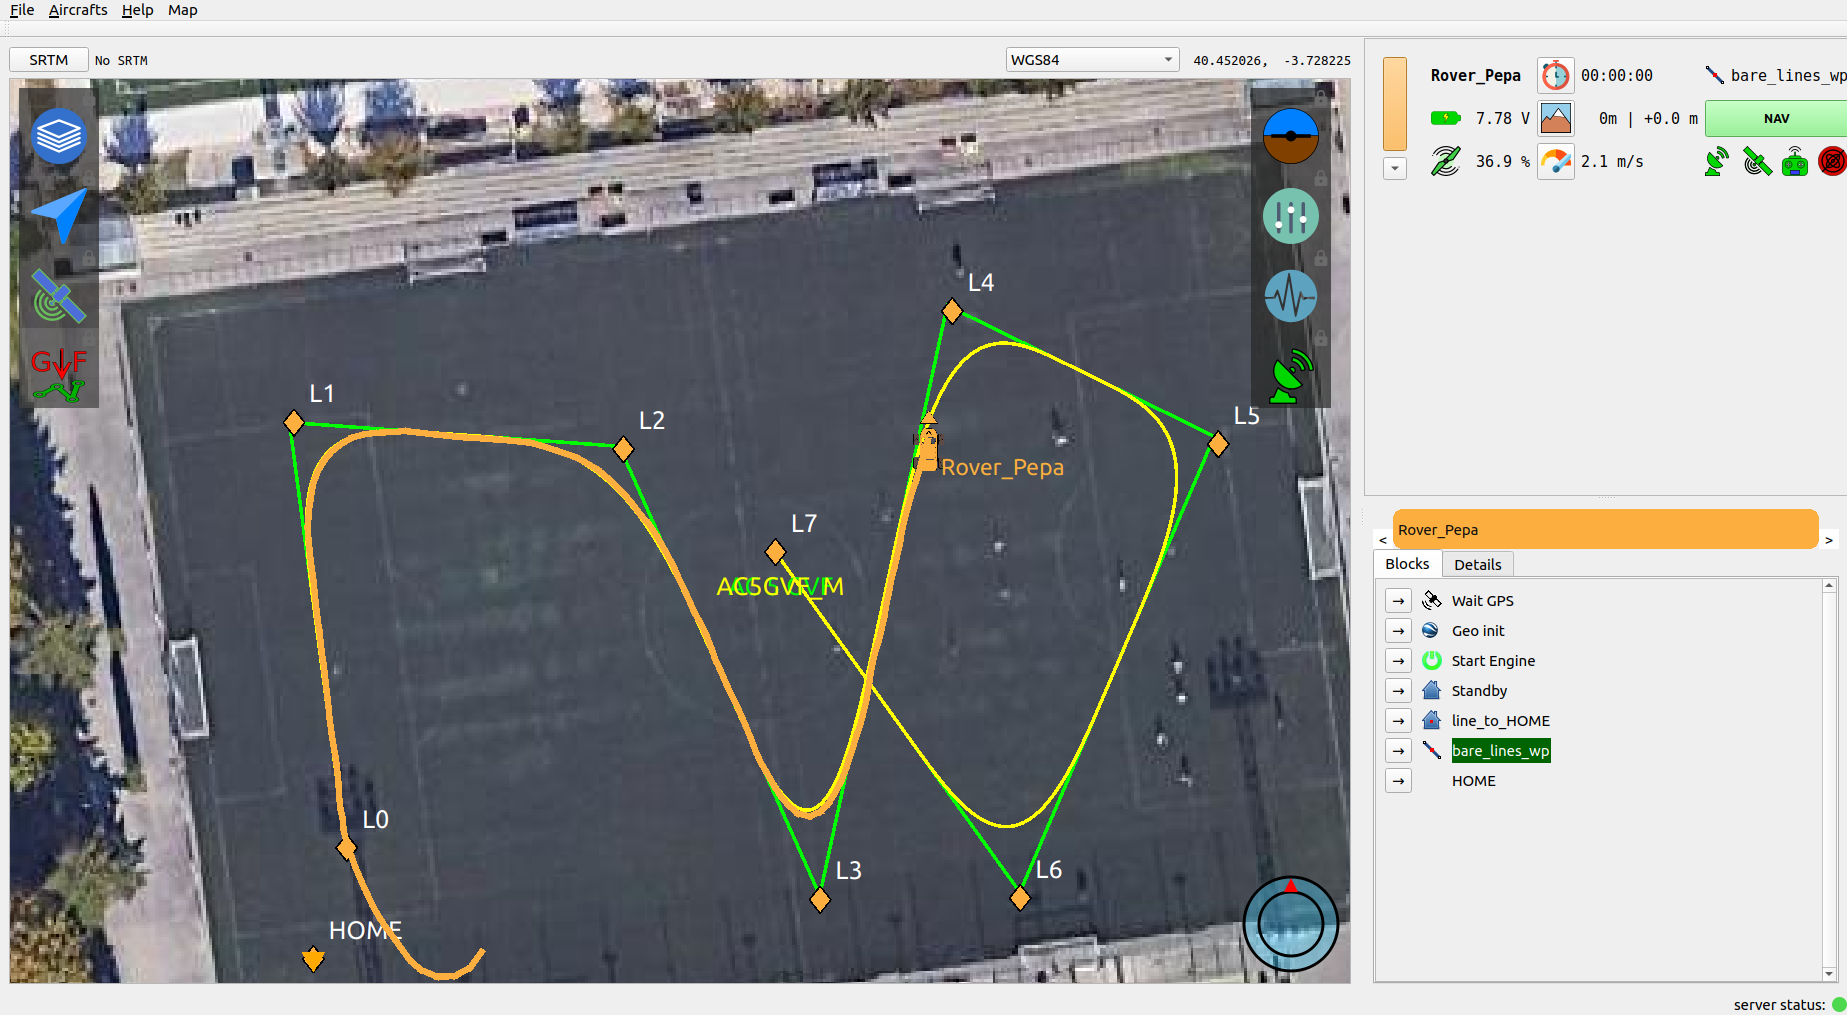 File Aircrafts Help Map
SRTM No SRTM WGS84 40.452026, -3.728225
Rover_Pepa 00:00:00 bare_lines_wp
7.78 V 0m | +0.0 m NAV
36.9 % 2.1 m/s
G F
L4
L1
L2
L5
Rover_Pepa
L7
L0
L3
L6
HOME
Rover_Pepa
< >
Blocks Details
→ Wait GPS
→ Geo init
→ Start Engine
→ Standby
→ line_to_HOME
→ bare_lines_wp
→ HOME
server status: